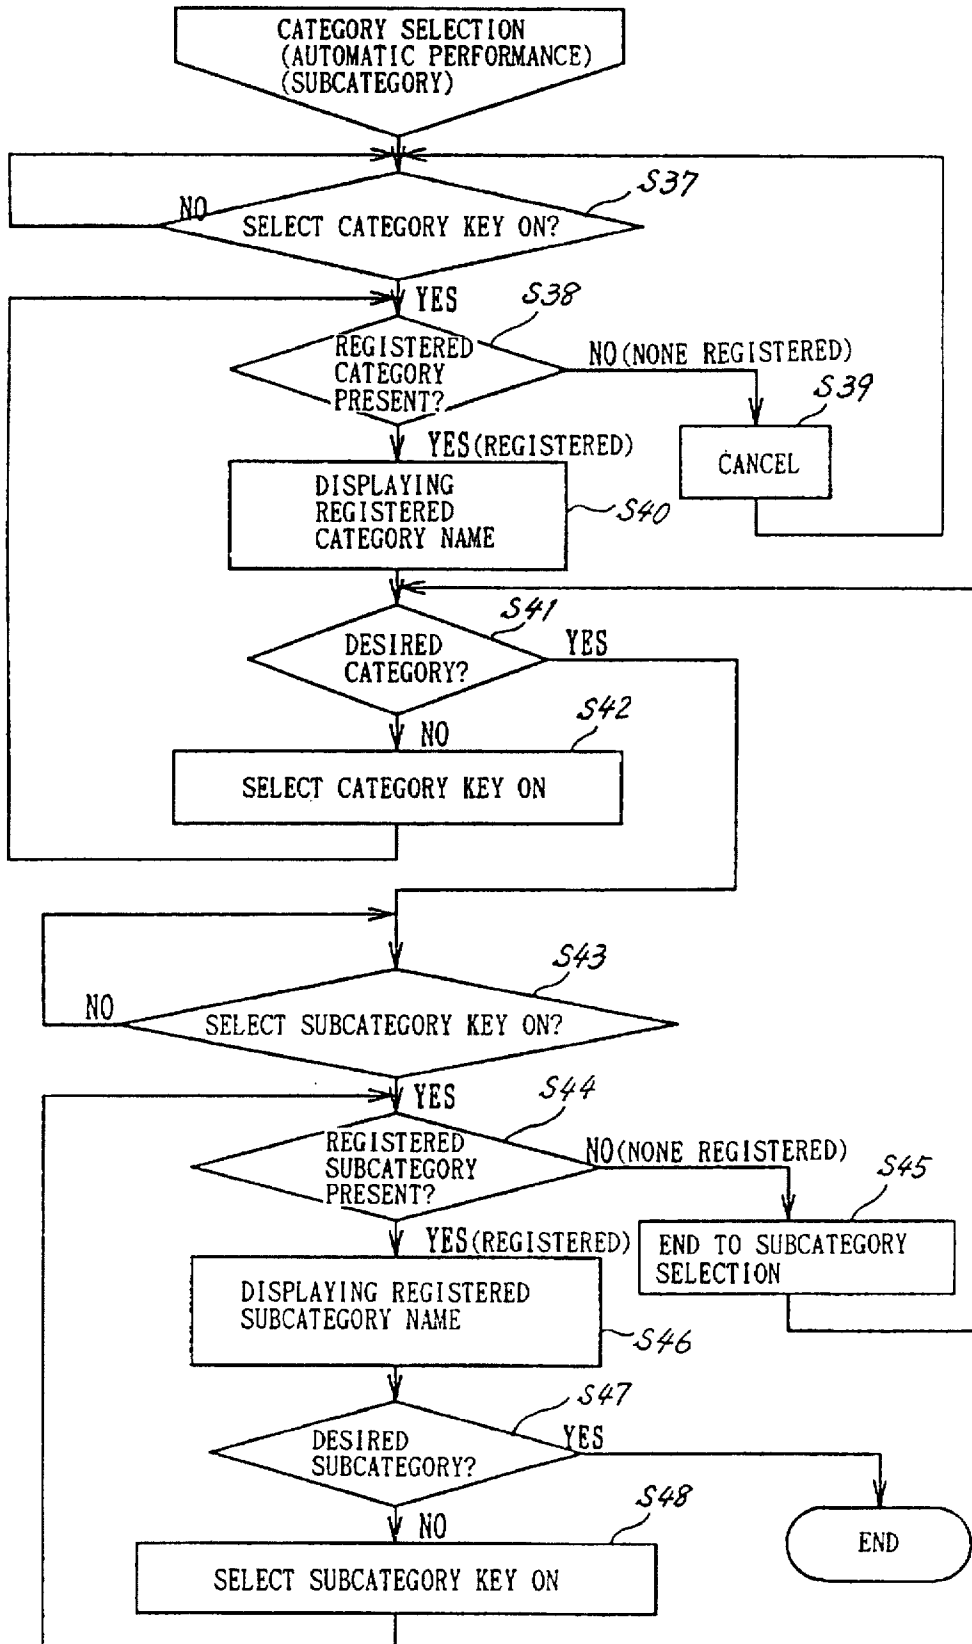 CATEGORY SELECTION
(AUTOMATIC PERFORMANCE)
(SUBCATEGORY)
S37
NO
SELECT CATEGORY KEY ON?
YES
S38
REGISTERED
CATEGORY
PRESENT?
NO(NONE REGISTERED)
S39
CANCEL
YES(REGISTERED)
DISPLAYING
REGISTERED
CATEGORY NAME
S40
S41
DESIRED
CATEGORY?
YES
NO
S42
SELECT CATEGORY KEY ON
S43
NO
SELECT SUBCATEGORY KEY ON?
YES
S44
REGISTERED
SUBCATEGORY
PRESENT?
NO(NONE REGISTERED)
S45
END TO SUBCATEGORY
SELECTION
YES(REGISTERED)
DISPLAYING REGISTERED
SUBCATEGORY NAME
S46
S47
DESIRED
SUBCATEGORY?
YES
NO
S48
SELECT SUBCATEGORY KEY ON
END